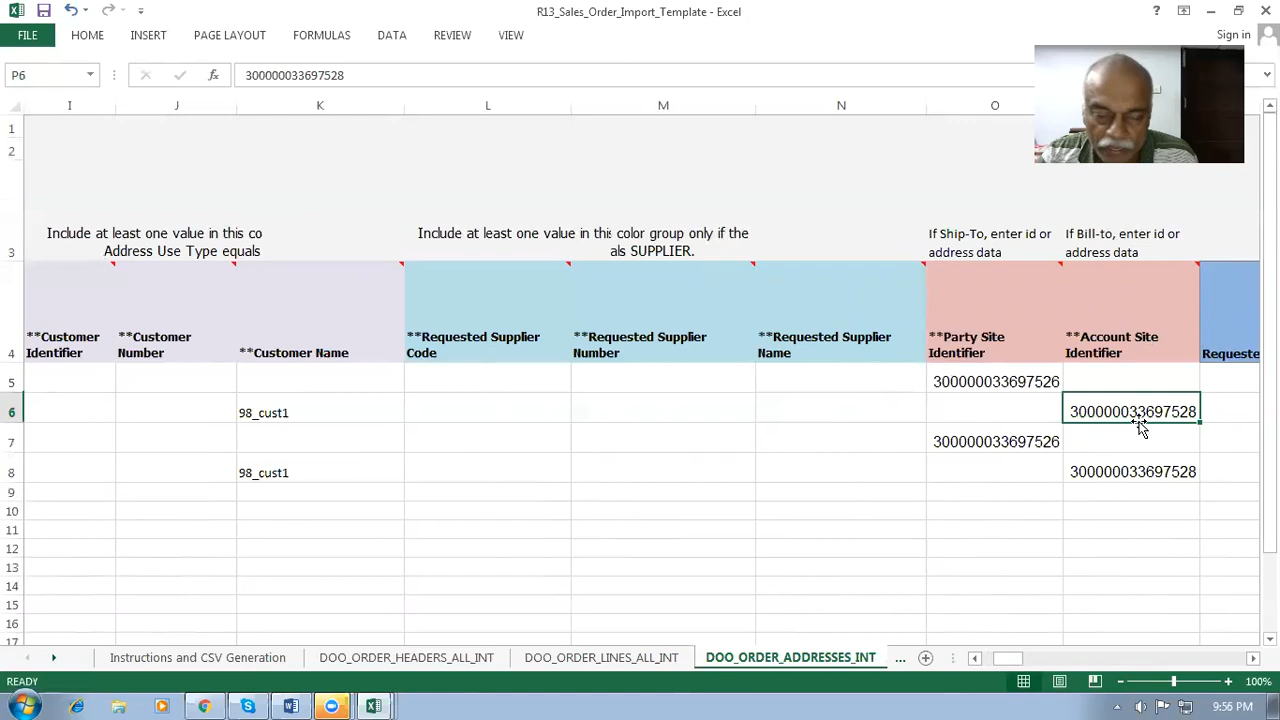 R13_Sales_Order_Import_Template - Excel
FILE HOME INSERT PAGE LAYOUT FORMULAS DATA REVIEW VIEW Sign in
P6 fx 300000033697528
I J K L M N O
1
2
3 Include at least one value in this co Include at least one value in this color group only if the If Ship-To, enter id or If Bill-to, enter id or
Address Use Type equals als SUPPLIER. address data address data
**Customer **Customer **Requested Supplier **Requested Supplier **Requested Supplier **Party Site **Account Site
4 Identifier Number **Customer Name Code Number Name Identifier Identifier Requeste
5 300000033697526
6 98_cust1 300000033697528
7 300000033697526
8 98_cust1 300000033697528
9
10
11
12
13
14
15
16
17
Instructions and CSV Generation DOO_ORDER_HEADERS_ALL_INT DOO_ORDER_LINES_ALL_INT DOO_ORDER_ADDRESSES_INT ...
READY 100%
9:56 PM